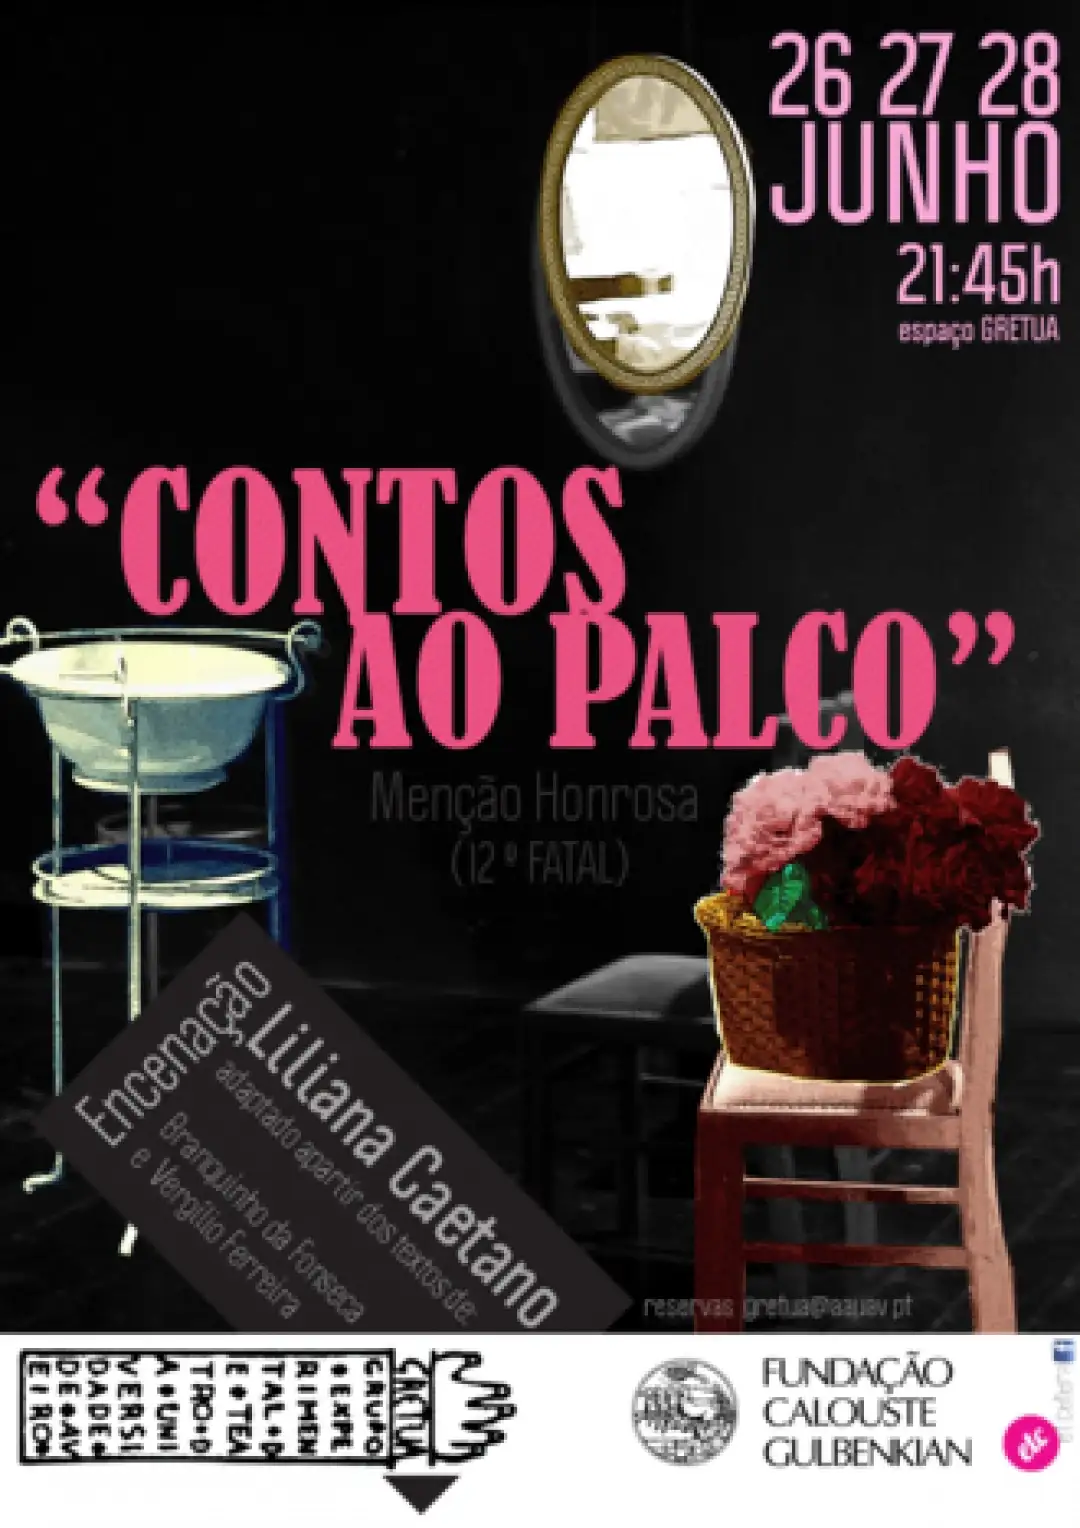 26 27 28
JUNHO
21:45h
espaço GRETUA
“CONTOS
AO PALCO”
Menção Honrosa
(12º FATAL)
Encenação
Liliana Caetano
adaptado apartir dos textos de:
Branquinho da Fonseca
e Vergílio Ferreira
reservas gretua@aauav.pt
GRUPO
EXPE
RIMEN
TAL D
E TEA
TRO D
A UNI
VERSI
DADE
DE AV
EIRO
GRETUA
FUNDAÇÃO
CALOUSTE
GULBENKIAN